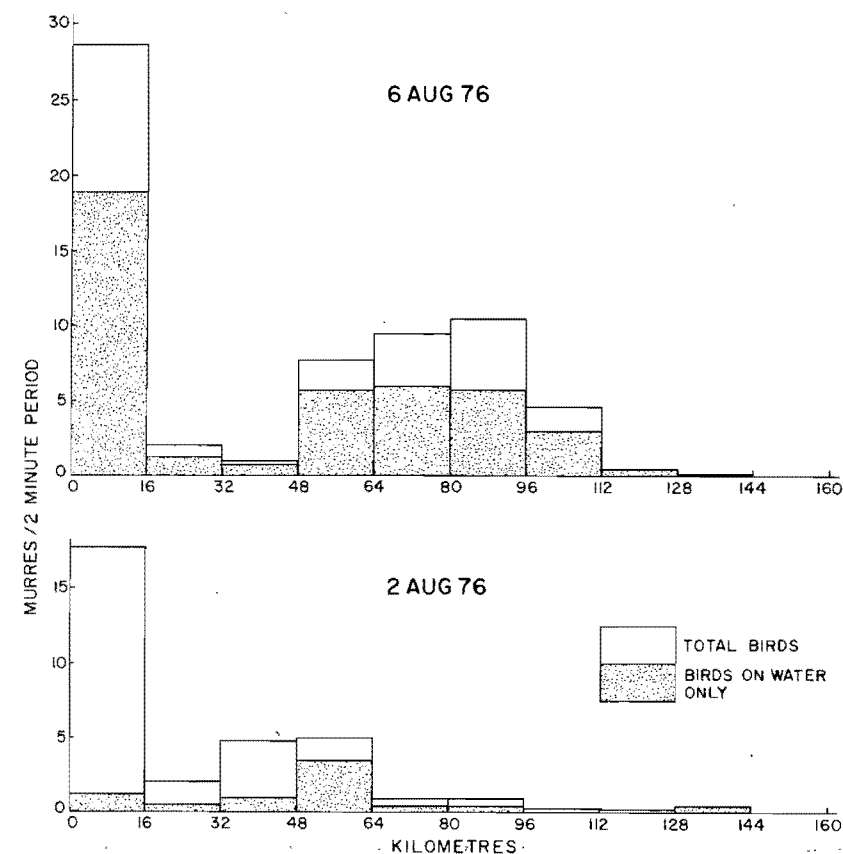 30
25
20
15
10
5
0
6 AUG 76
0 16 32 48 64 80 96 112 128 144 160
MURRES/2 MINUTE PERIOD
15
10
5
0
2 AUG 76
TOTAL BIRDS
BIRDS ON WATER
ONLY
0 16 32 48 64 80 96 112 128 144 160
KILOMETRES